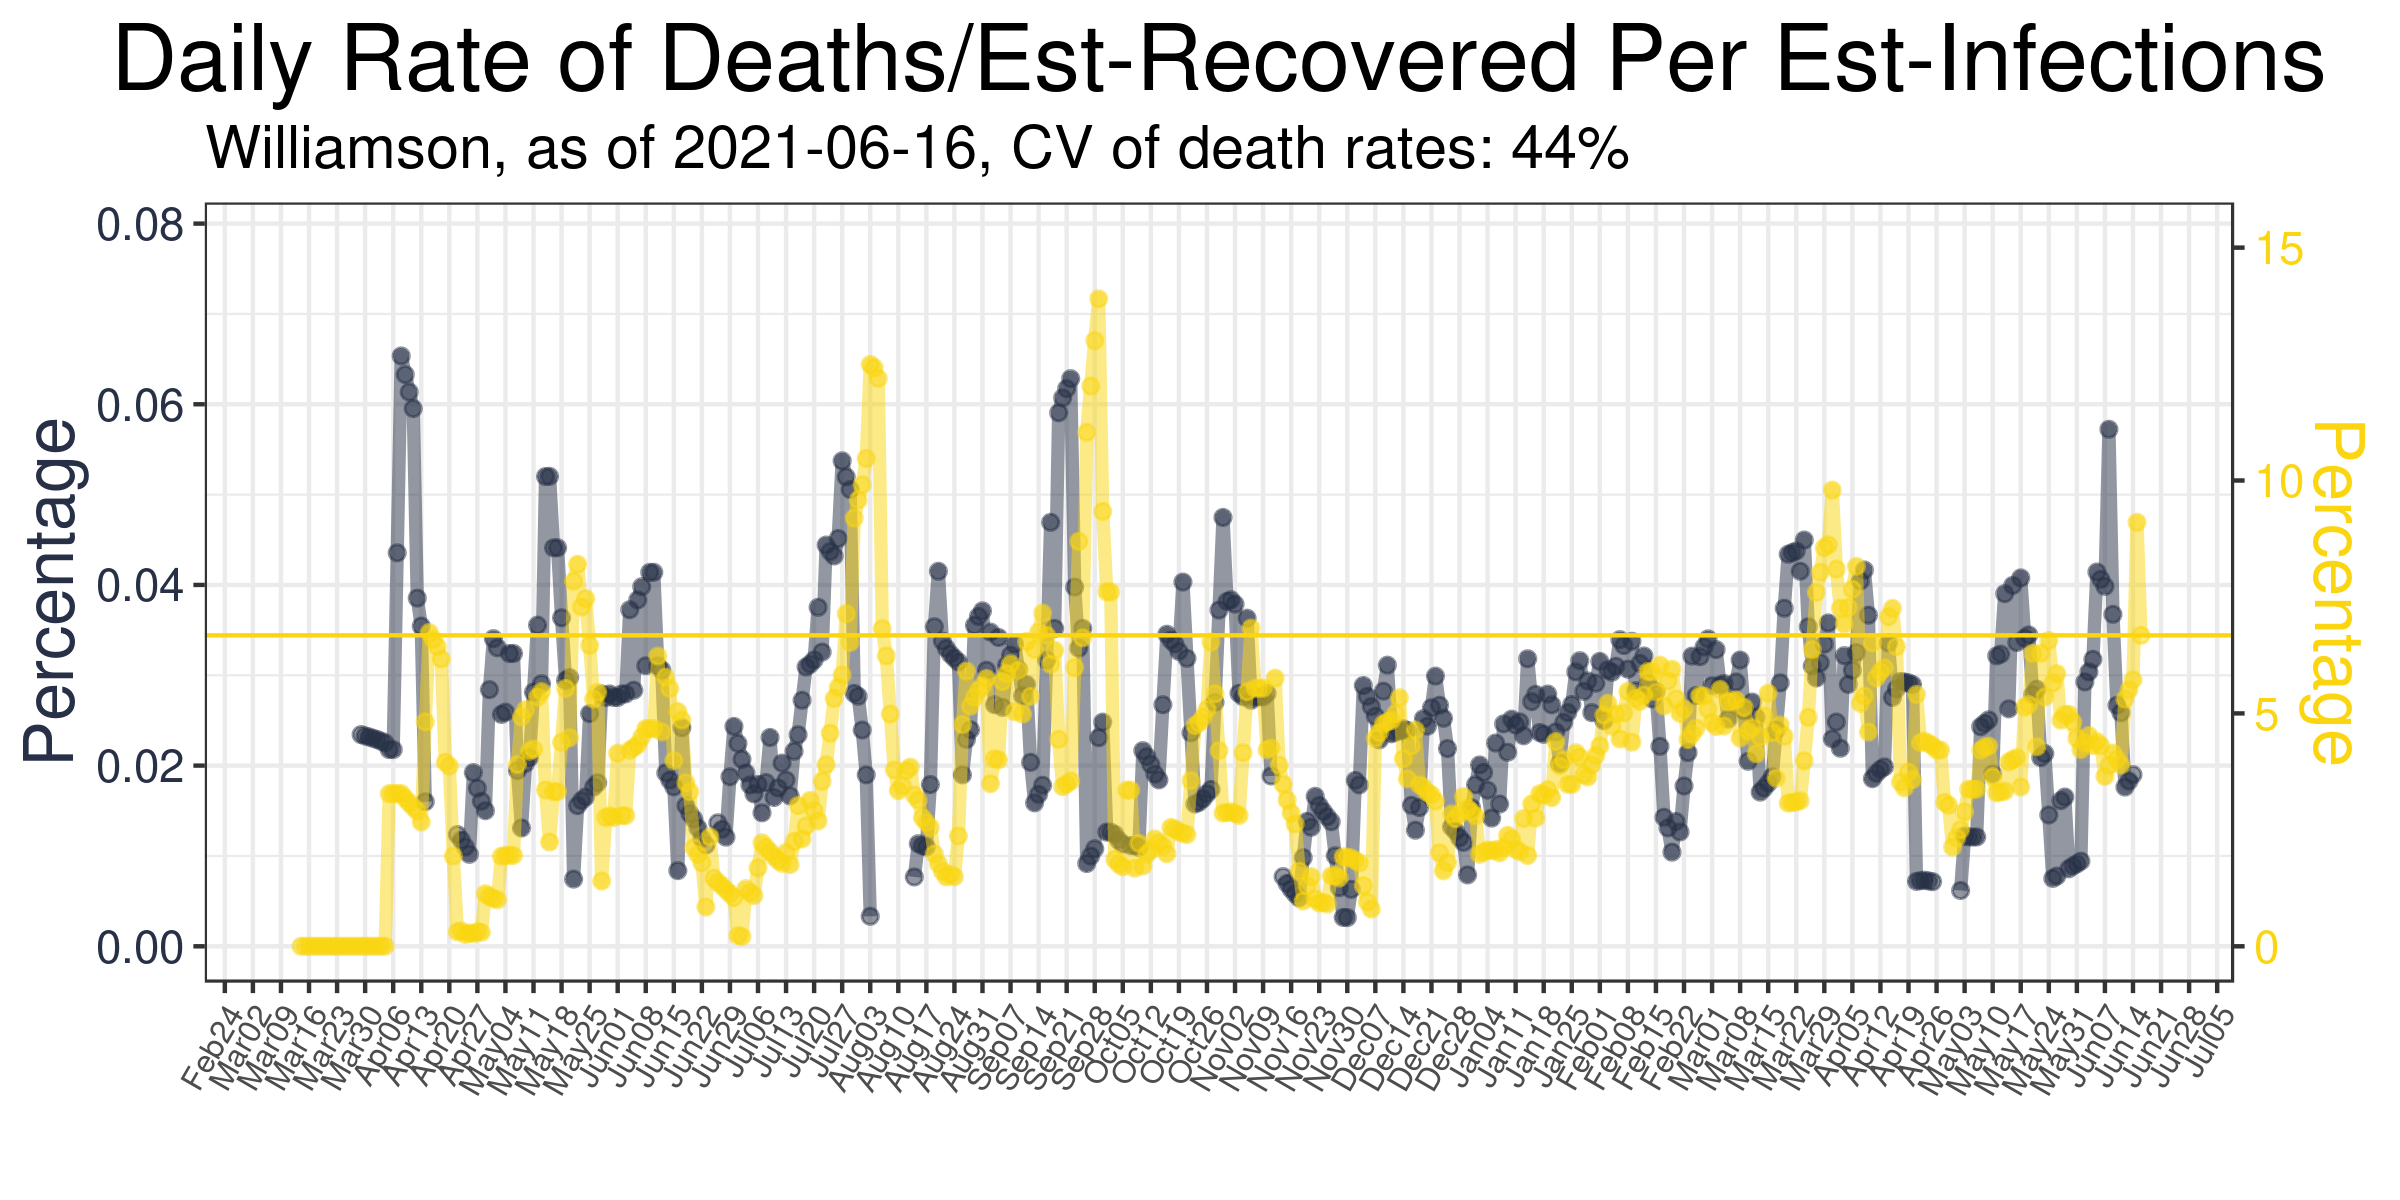 Daily Rate of Deaths/Est-Recovered Per Est-Infections
Williamson, as of 2021-06-16, CV of death rates: 44%
Percentage
0.08
0.06
0.04
0.02
0.00
15
10
5
0
Percentage
Feb24
Mar02
Mar09
Mar16
Mar23
Mar30
Apr06
Apr13
Apr20
Apr27
May04
May11
May18
May25
Jun01
Jun08
Jun15
Jun22
Jun29
Jul06
Jul13
Jul20
Jul27
Aug03
Aug10
Aug17
Aug24
Aug31
Sep07
Sep14
Sep21
Sep28
Oct05
Oct12
Oct19
Oct26
Nov02
Nov09
Nov16
Nov23
Nov30
Dec07
Dec14
Dec21
Dec28
Jan04
Jan11
Jan18
Jan25
Feb01
Feb08
Feb15
Feb22
Mar01
Mar08
Mar15
Mar22
Mar29
Apr05
Apr12
Apr19
Apr26
May03
May10
May17
May24
May31
Jun07
Jun14
Jun21
Jun28
Jul05